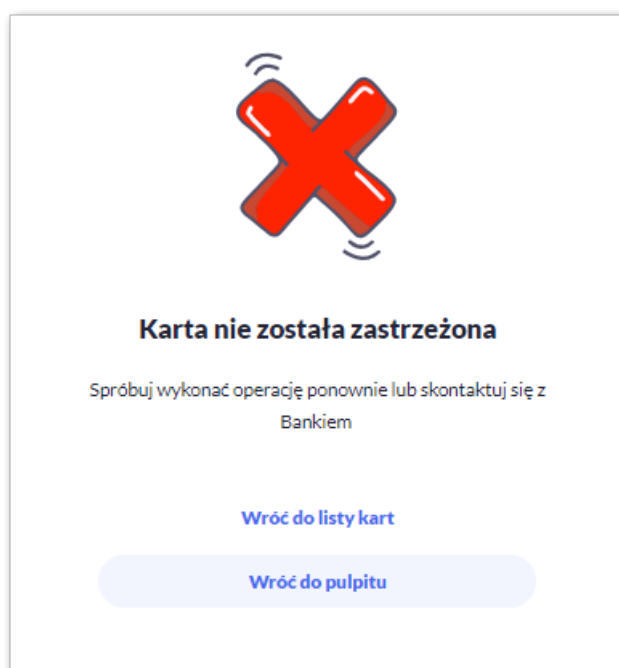 Karta nie została zastrzeżona
Spróbuj wykonać operację ponownie lub skontaktuj się z
Bankiem
Wróć do listy kart
Wróć do pulpitu